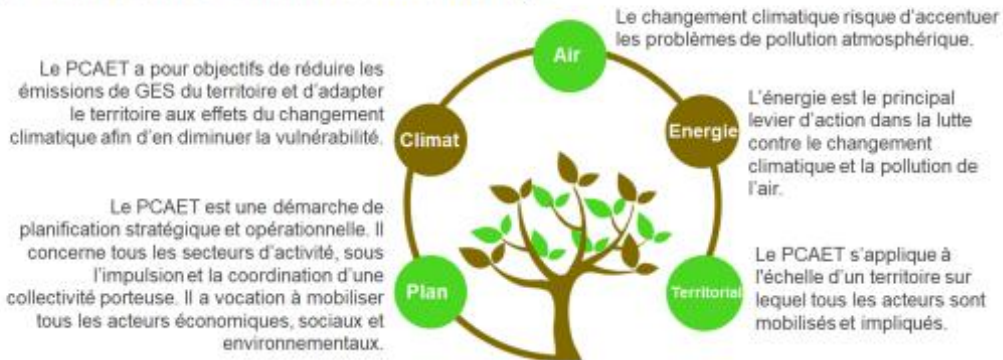 Air
Le changement climatique risque d'accentuer
les problèmes de pollution atmosphérique.
Le PCAET a pour objectifs de réduire les
émissions de GES du territoire et d'adapter
le territoire aux effets du changement
climatique afin d'en diminuer la vulnérabilité.
Climat
Energie
L'énergie est le principal
levier d'action dans la lutte
contre le changement
climatique et la pollution de
l'air.
Le PCAET est une démarche de
planification stratégique et opérationnelle. Il
concerne tous les secteurs d'activité, sous
l'impulsion et la coordination d'une
collectivité porteuse. Il a vocation à mobiliser
tous les acteurs économiques, sociaux et
environnementaux.
Plan
Territorial
Le PCAET s'applique à
l'échelle d'un territoire sur
lequel tous les acteurs sont
mobilisés et impliqués.